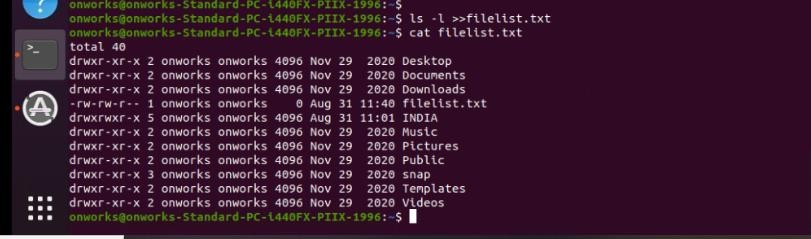 onworks@onworks-Standard-PC-i440FX-PIIX-1996:~$
onworks@onworks-Standard-PC-i440FX-PIIX-1996:~$ ls -l >>filelist.txt
onworks@onworks-Standard-PC-i440FX-PIIX-1996:~$ cat filelist.txt
total 40
drwxr-xr-x 2 onworks onworks 4096 Nov 29  2020 Desktop
drwxr-xr-x 2 onworks onworks 4096 Nov 29  2020 Documents
drwxr-xr-x 2 onworks onworks 4096 Nov 29  2020 Downloads
-rw-rw-r-- 1 onworks onworks    0 Aug 31 11:40 filelist.txt
drwxrwxr-x 5 onworks onworks 4096 Aug 31 11:01 INDIA
drwxr-xr-x 2 onworks onworks 4096 Nov 29  2020 Music
drwxr-xr-x 2 onworks onworks 4096 Nov 29  2020 Pictures
drwxr-xr-x 2 onworks onworks 4096 Nov 29  2020 Public
drwxr-xr-x 3 onworks onworks 4096 Nov 29  2020 snap
drwxr-xr-x 2 onworks onworks 4096 Nov 29  2020 Templates
drwxr-xr-x 2 onworks onworks 4096 Nov 29  2020 Videos
onworks@onworks-Standard-PC-i440FX-PIIX-1996:~$